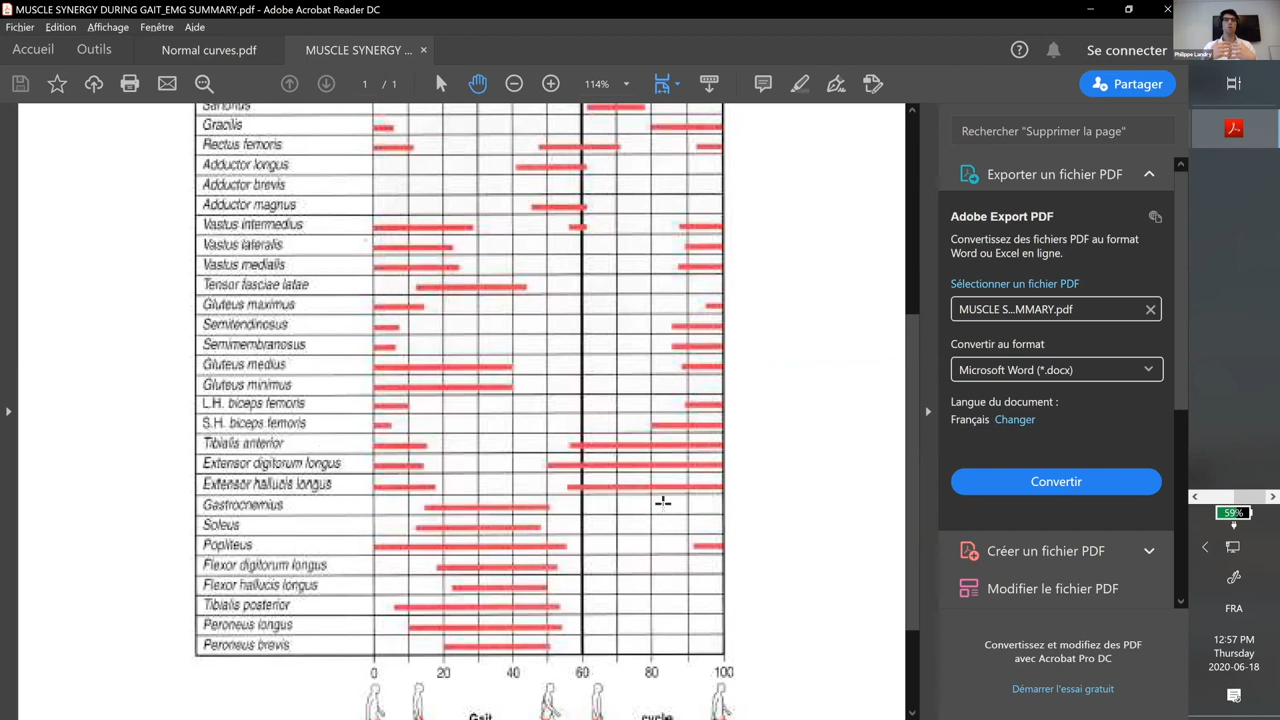 MUSCLE SYNERGY DURING GAIT_EMG SUMMARY.pdf - Adobe Acrobat Reader DC
Fichier Edition Affichage Fenêtre Aide
Philippe Landry
Accueil Outils Normal curves.pdf MUSCLE SYNERGY ... Se connecter
1 / 1 114% Partager
Sartorius
Gracilis
Rectus femoris
Adductor longus
Adductor brevis
Adductor magnus
Vastus intermedius
Vastus lateralis
Vastus medialis
Tensor fasciae latae
Gluteus maximus
Semitendinosus
Semimembranosus
Gluteus medius
Gluteus minimus
L.H. biceps femoris
S.H. biceps femoris
Tibialis anterior
Extensor digitorum longus
Extensor hallucis longus
Gastrocnemius
Soleus
Popliteus
Flexor digitorum longus
Flexor hallucis longus
Tibialis posterior
Peroneus longus
Peroneus brevis
0 20 40 60 80 100
Gait cycle
Rechercher "Supprimer la page"
Exporter un fichier PDF
Adobe Export PDF
Convertissez des fichiers PDF au format
Word ou Excel en ligne.
Sélectionner un fichier PDF
MUSCLE S...MMARY.pdf
Convertir au format
Microsoft Word (*.docx)
Langue du document :
Français Changer
Convertir
Créer un fichier PDF
Modifier le fichier PDF
Convertissez et modifiez des PDF
avec Acrobat Pro DC
Démarrer l'essai gratuit
59%
FRA
12:57 PM
Thursday
2020-06-18